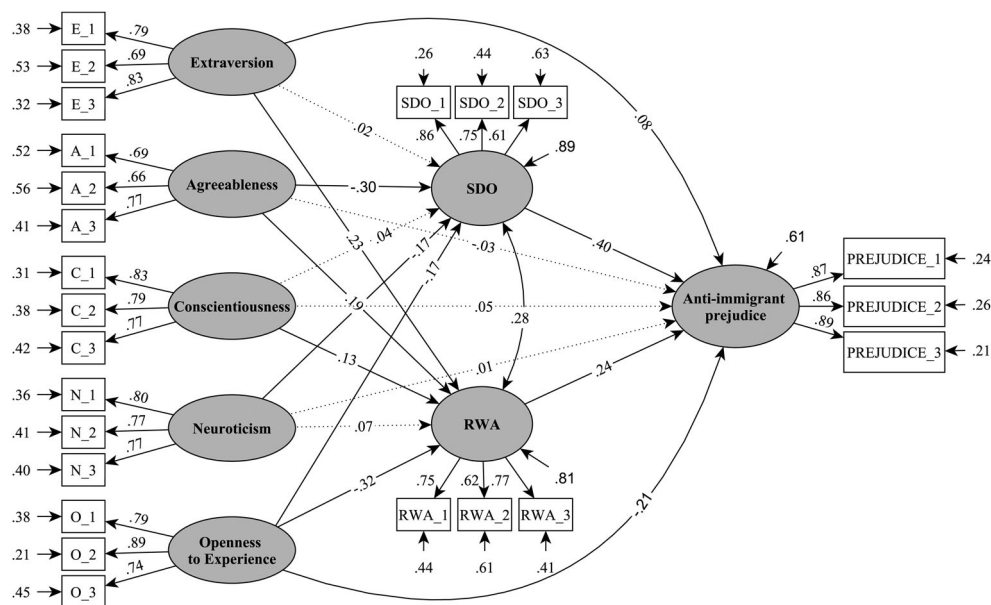 .38 E_1 .79
.53 E_2 .69
.32 E_3 .83
Extraversion
.52 A_1 .69
.56 A_2 .66
.41 A_3 .77
Agreeableness
.31 C_1 .83
.38 C_2 .79
.42 C_3 .77
Conscientiousness
.36 N_1 .80
.41 N_2 .77
.40 N_3 .77
Neuroticism
.38 O_1 .79
.21 O_2 .89
.45 O_3 .74
Openness
to Experience
.26 .44 .63
SDO_1 SDO_2 SDO_3
.86 .75 .61
.89
SDO
.02
-.30
.04
-.17
-.17
.23
.19
.13
.07
-.32
.28
.08
-.03
.05
.01
.40
.24
-.21
RWA
.81
.75 .62 .77
RWA_1 RWA_2 RWA_3
.44 .61 .41
.61
Anti-immigrant
prejudice
.87 PREJUDICE_1 .24
.86 PREJUDICE_2 .26
.89 PREJUDICE_3 .21